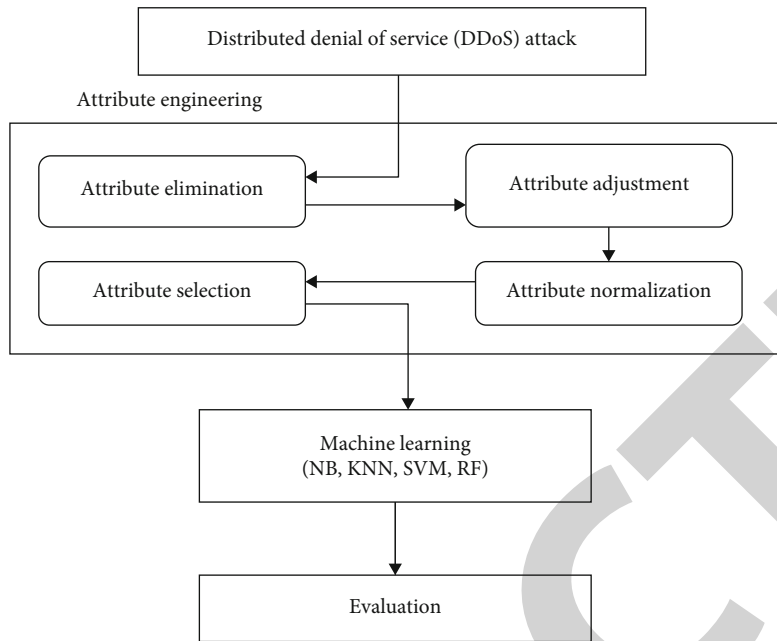 Distributed denial of service (DDoS) attack
Attribute engineering
Attribute elimination
Attribute adjustment
Attribute selection
Attribute normalization
Machine learning
(NB, KNN, SVM, RF)
Evaluation